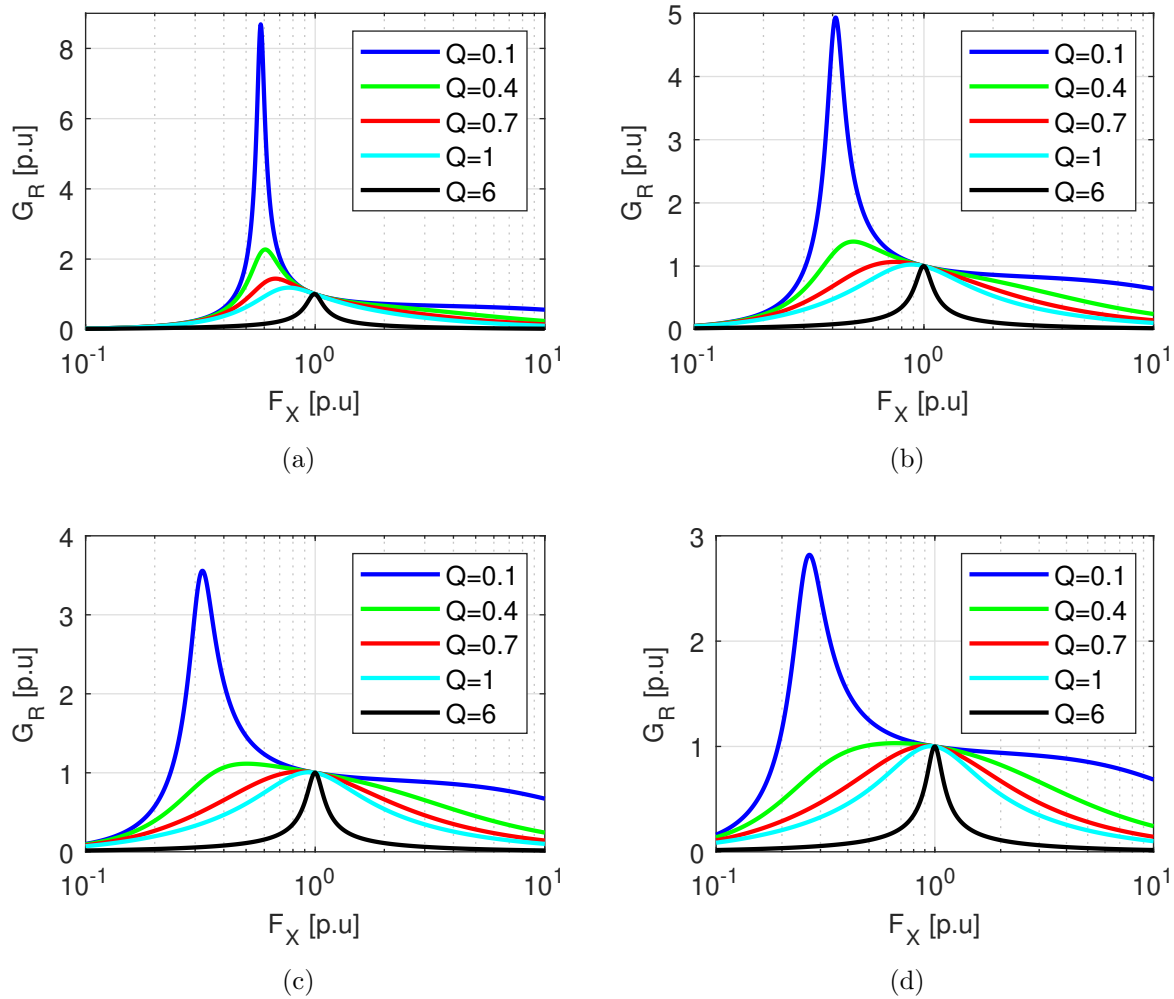 8
6
4
2
0
G_R [p.u]
10^-1
10^0
10^1
F_X [p.u]
Q=0.1
Q=0.4
Q=0.7
Q=1
Q=6
(a)
5
4
3
2
1
0
G_R [p.u]
10^-1
10^0
10^1
F_X [p.u]
Q=0.1
Q=0.4
Q=0.7
Q=1
Q=6
(b)
4
3
2
1
0
G_R [p.u]
10^-1
10^0
10^1
F_X [p.u]
Q=0.1
Q=0.4
Q=0.7
Q=1
Q=6
(c)
3
2
1
0
G_R [p.u]
10^-1
10^0
10^1
F_X [p.u]
Q=0.1
Q=0.4
Q=0.7
Q=1
Q=6
(d)